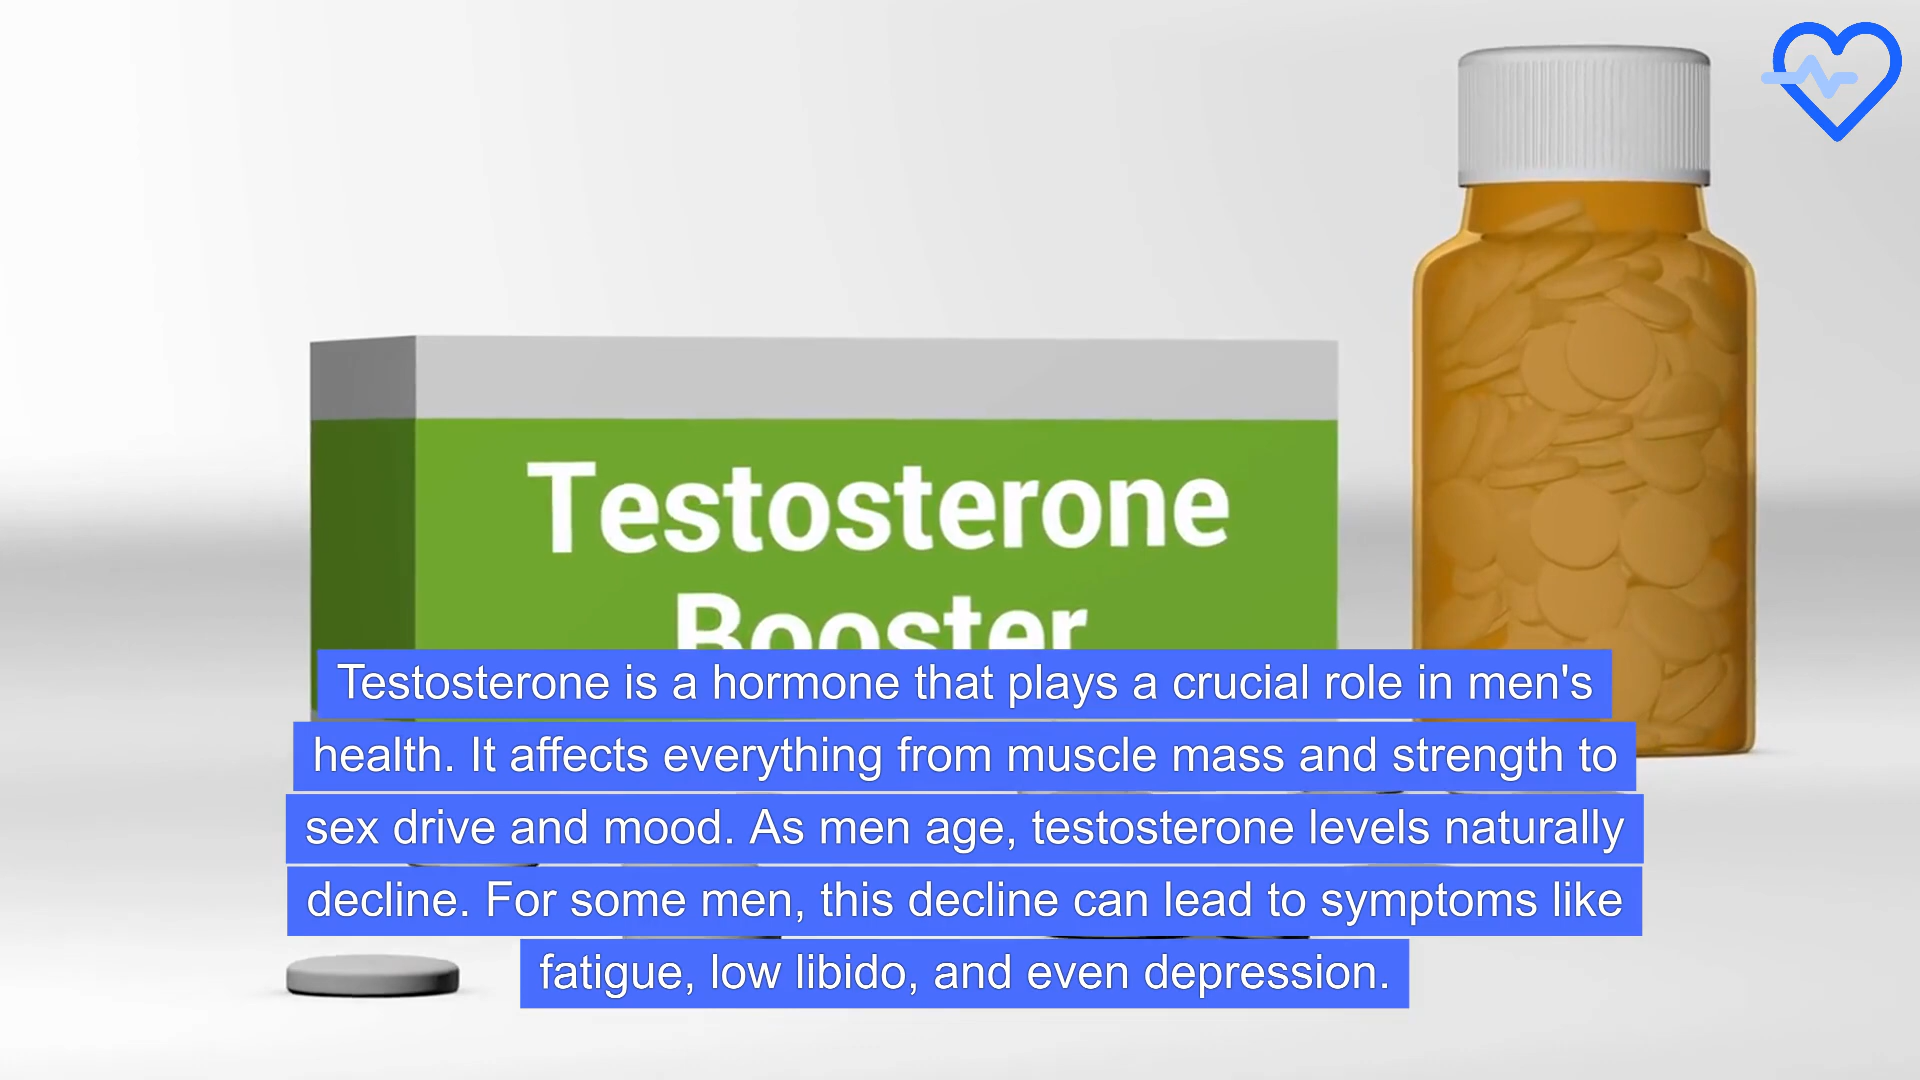 Testosterone
Booster
Testosterone is a hormone that plays a crucial role in men's
health. It affects everything from muscle mass and strength to
sex drive and mood. As men age, testosterone levels naturally
decline. For some men, this decline can lead to symptoms like
fatigue, low libido, and even depression.